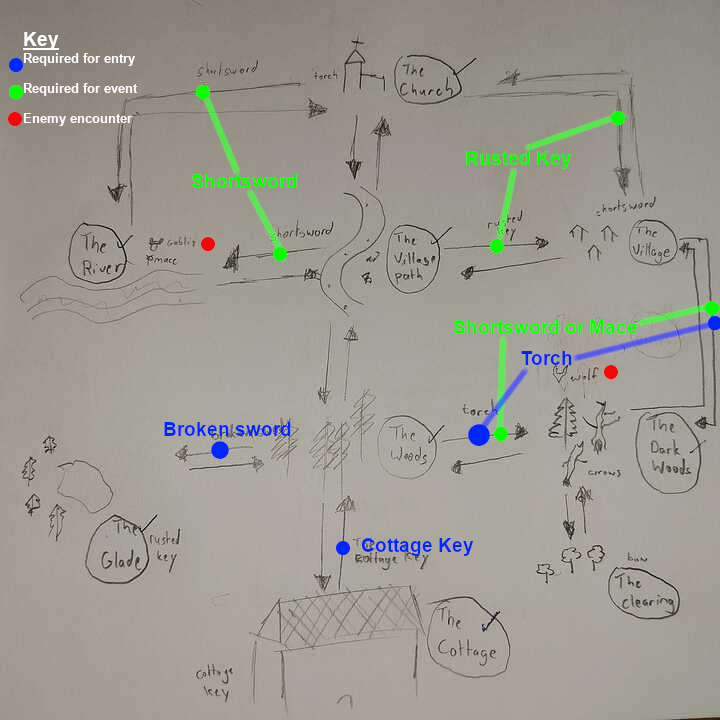 Key
Required for entry
Required for event
Enemy encounter
shortsword
torch
The
Church
Shortsword
Rusted Key
The
River
Goblin
mace
shortsword
The
Village
path
rusted
key
shortsword
The
Village
Shortsword or Mace
Torch
wolf
torch
Broken sword
The
Woods
The
Dark
Woods
arrows
The
Glade
rusted
key
Cottage Key
The
Cottage Key
bow
The
clearing
The
Cottage
cottage
key